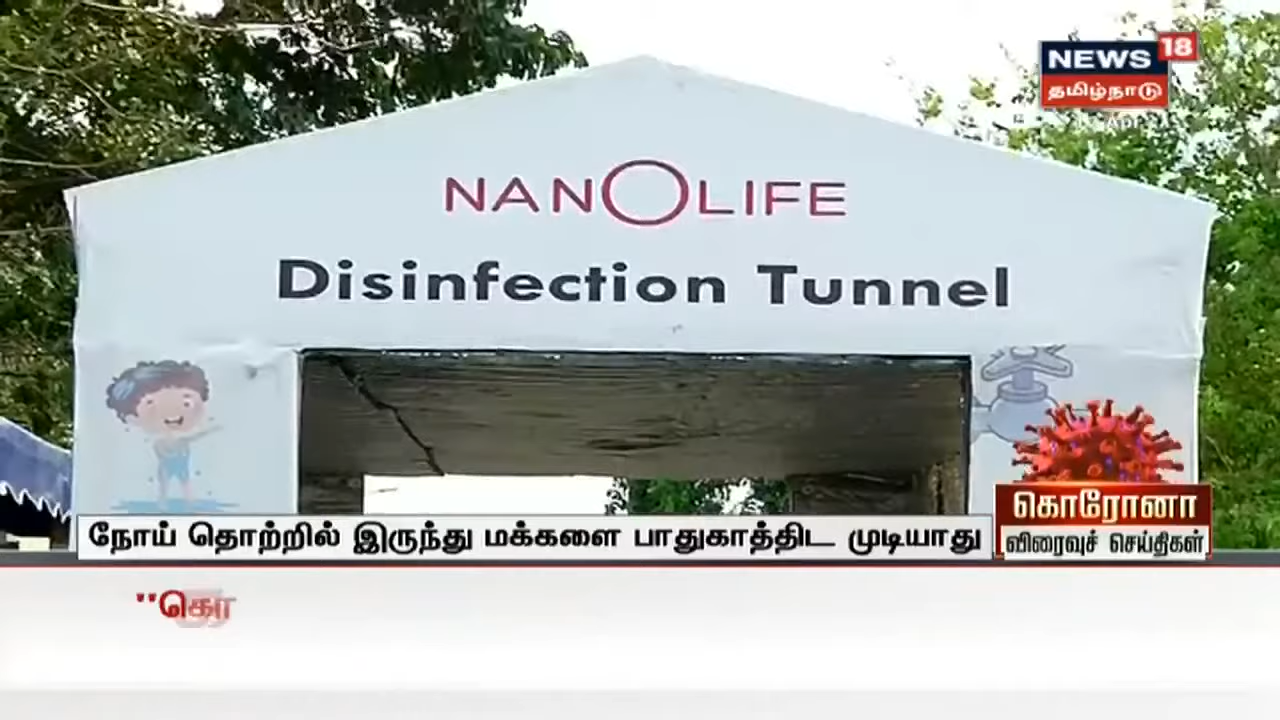 NEWS 18
தமிழ்நாடு
NANOLIFE
Disinfection Tunnel
கொரோனா
நோய் தொற்றில் இருந்து மக்களை பாதுகாத்திட முடியாது
விரைவுச் செய்திகள்
"கொ